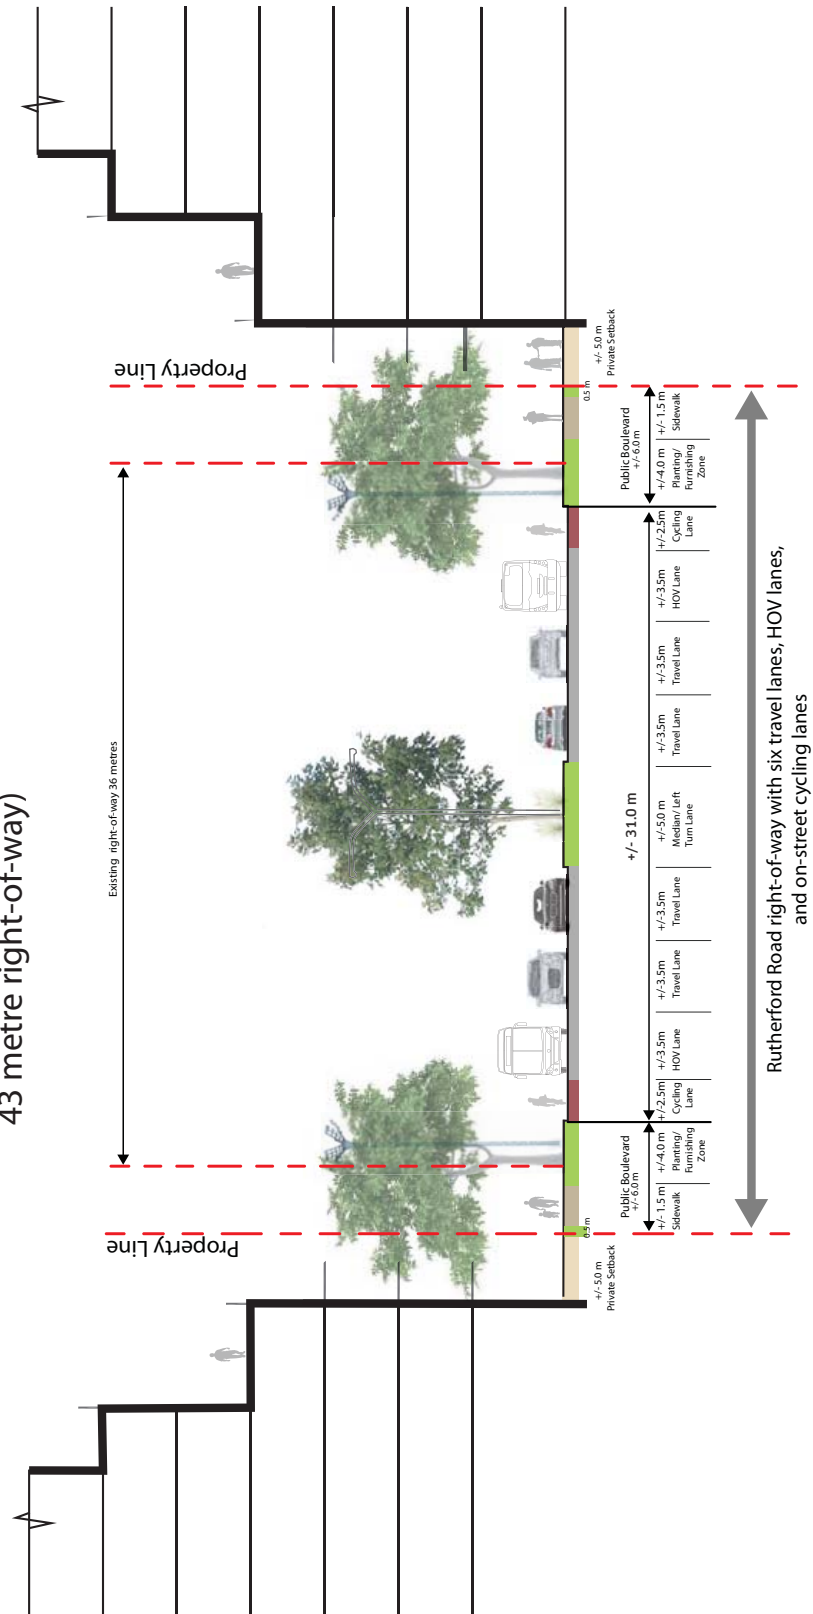 43 metre right-of-way)
Existing right-of-way 36 metres
Property Line
Property Line
+/- 5.0 m
Private Setback
0.5 m
Public Boulevard
+/- 6.0 m
+/- 1.5 m
Sidewalk
+/-4.0 m
Planting/
Furnishing
Zone
+/- 31.0 m
+/-2.5m
Cycling
Lane
+/-3.5m
HOV Lane
+/-3.5m
Travel Lane
+/-3.5m
Travel Lane
+/-5.0 m
Median/ Left
Turn Lane
+/-3.5m
Travel Lane
+/-3.5m
Travel Lane
+/-3.5m
HOV Lane
+/-2.5m
Cycling
Lane
Public Boulevard
+/- 6.0 m
+/-4.0 m
Planting/
Furnishing
Zone
+/- 1.5 m
Sidewalk
0.5 m
+/- 5.0 m
Private Setback
Rutherford Road right-of-way with six travel lanes, HOV lanes,
and on-street cycling lanes